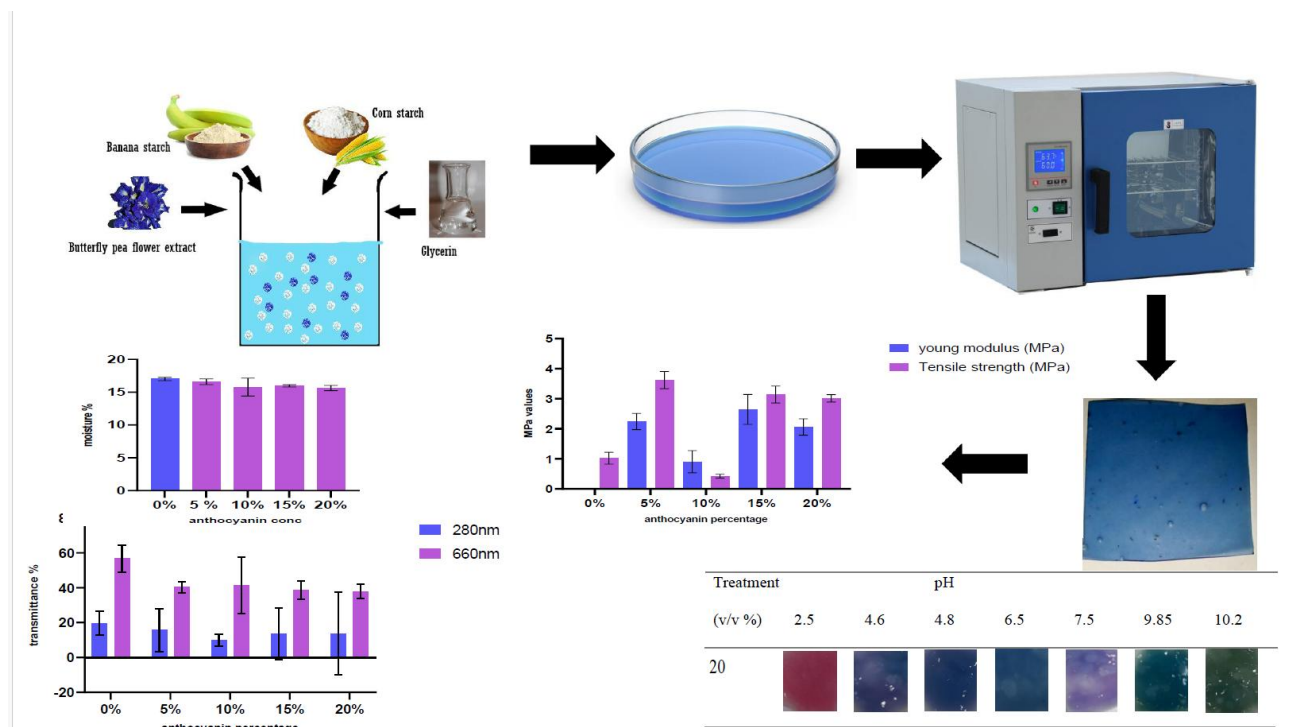 Corn starch
Banana starch
Butterfly pea flower extract
Glycerin
20
15
10
5
0
moisture %
0% 5 % 10% 15% 20%
anthocyanin conc
5
4
3
2
1
0
MPa values
0% 5% 10% 15% 20%
anthocyanin percentage
young modulus (MPa)
Tensile strength (MPa)
60
40
20
0
-20
transmittance %
0% 5% 10% 15% 20%
anthocyanin percentage
280nm
660nm
Treatment pH
(v/v %) 2.5 4.6 4.8 6.5 7.5 9.85 10.2
20